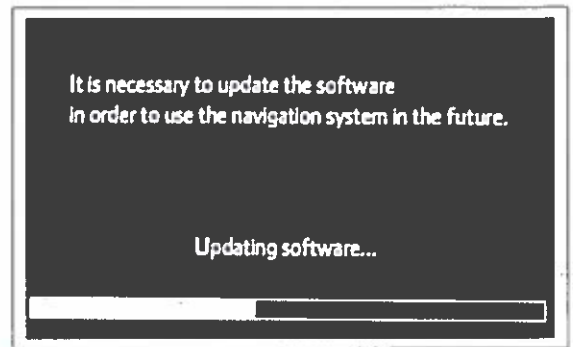 It is necessary to update the software
in order to use the navigation system in the future.
Updating software...